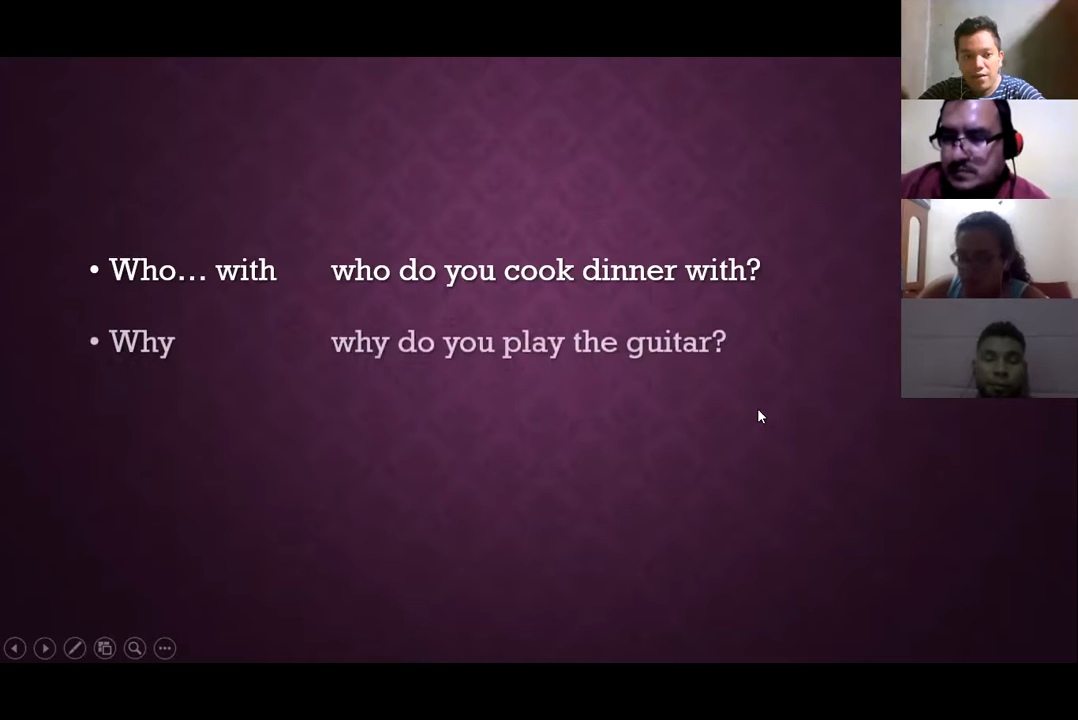 • Who... with who do you cook dinner with?
• Why why do you play the guitar?